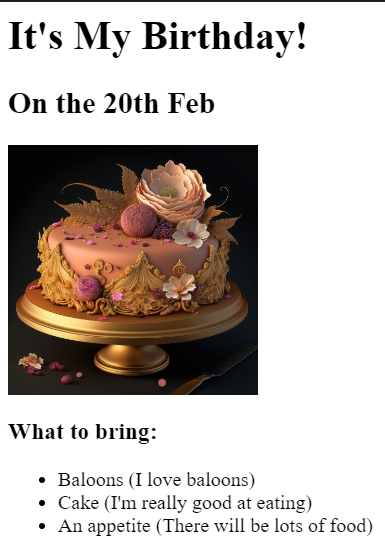 It's My Birthday!
On the 20th Feb
What to bring:
• Baloons (I love baloons)
• Cake (I'm really good at eating)
• An appetite (There will be lots of food)